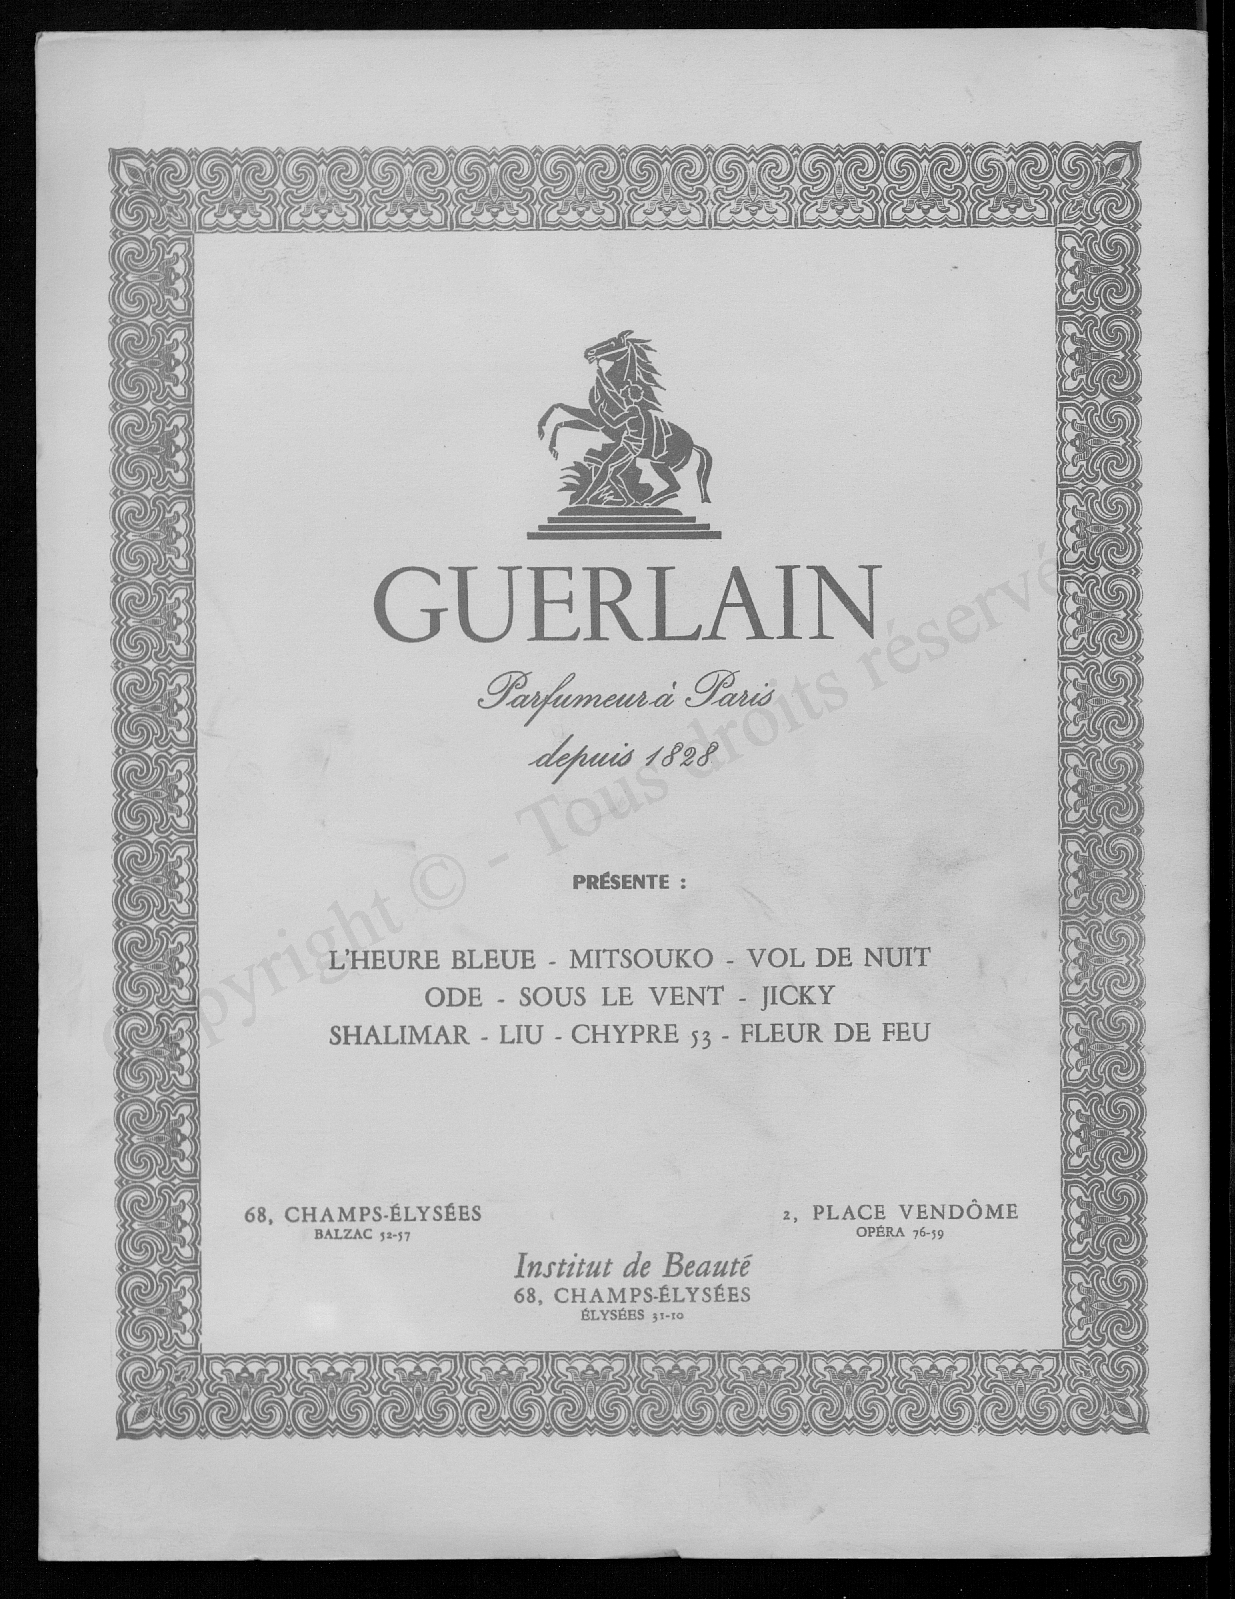 GUERLAIN
Parfumeur à Paris
depuis 1828
PRÉSENTE :
L'HEURE BLEUE - MITSOUKO - VOL DE NUIT
ODE - SOUS LE VENT - JICKY
SHALIMAR - LIU - CHYPRE 53 - FLEUR DE FEU
68, CHAMPS-ÉLYSÉES
BALZAC 52-57
2, PLACE VENDÔME
OPÉRA 76-59
Institut de Beauté
68, CHAMPS-ÉLYSÉES
ÉLYSÉES 31-10
Copyright © - Tous droits réservé